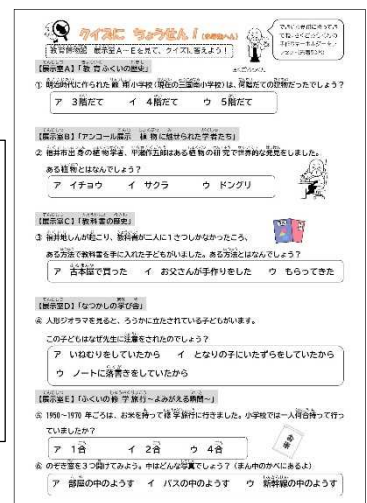 クイズに ちょうせん！
教育博物館 展示室A～Eを見て、クイズに答えよう！
【展示室A】「教育ふくいの歴史」
① 明治時代に作られた龍翔小学校(現在の三国南小学校)は、何階だての建物だったでしょう？
ア 3階だて イ 4階だて ウ 5階だて
【展示室B】「アンコール展示 植物に魅せられた学者たち」
② 福井市出身の植物学者、平瀬作五郎はある植物の研究で世界的な発見をしました。
ある植物とはなんでしょう？
ア イチョウ イ サクラ ウ ドングリ
【展示室C】「教科書の歴史」
③ 福井地しんが起こり、教科書が二人に１さつしかなかったころ、
ある方法で教科書を手に入れた子どもがいました。ある方法とはなんでしょう？
ア 古本屋で買った イ お父さんが手作りをした ウ もらってきた
【展示室D】「なつかしの学び舎」
④ 人形ジオラマを見ると、ろうかに立たされている子どもがいます。
この子どもはなぜ先生に注意をされたのでしょう？
ア いねむりをしていたから イ となりの子にいたずらをしていたから
ウ ノートに落書きをしていたから
【展示室E】「ふくいの修学旅行～よみがえる瞬間～」
⑤ 1950～1970 年ごろは、お米を持って修学旅行に行きました。小学校では一人何合持って行っ
ていましたか？
ア 1合 イ 2合 ウ 4合
お米
⑥ のぞき窓を3つ開けてみよう。中はどんな写真でしょう？（まん中のかべにあるよ）
ア 部屋の中のようす イ バスの中のようす ウ 新幹線の中のようす